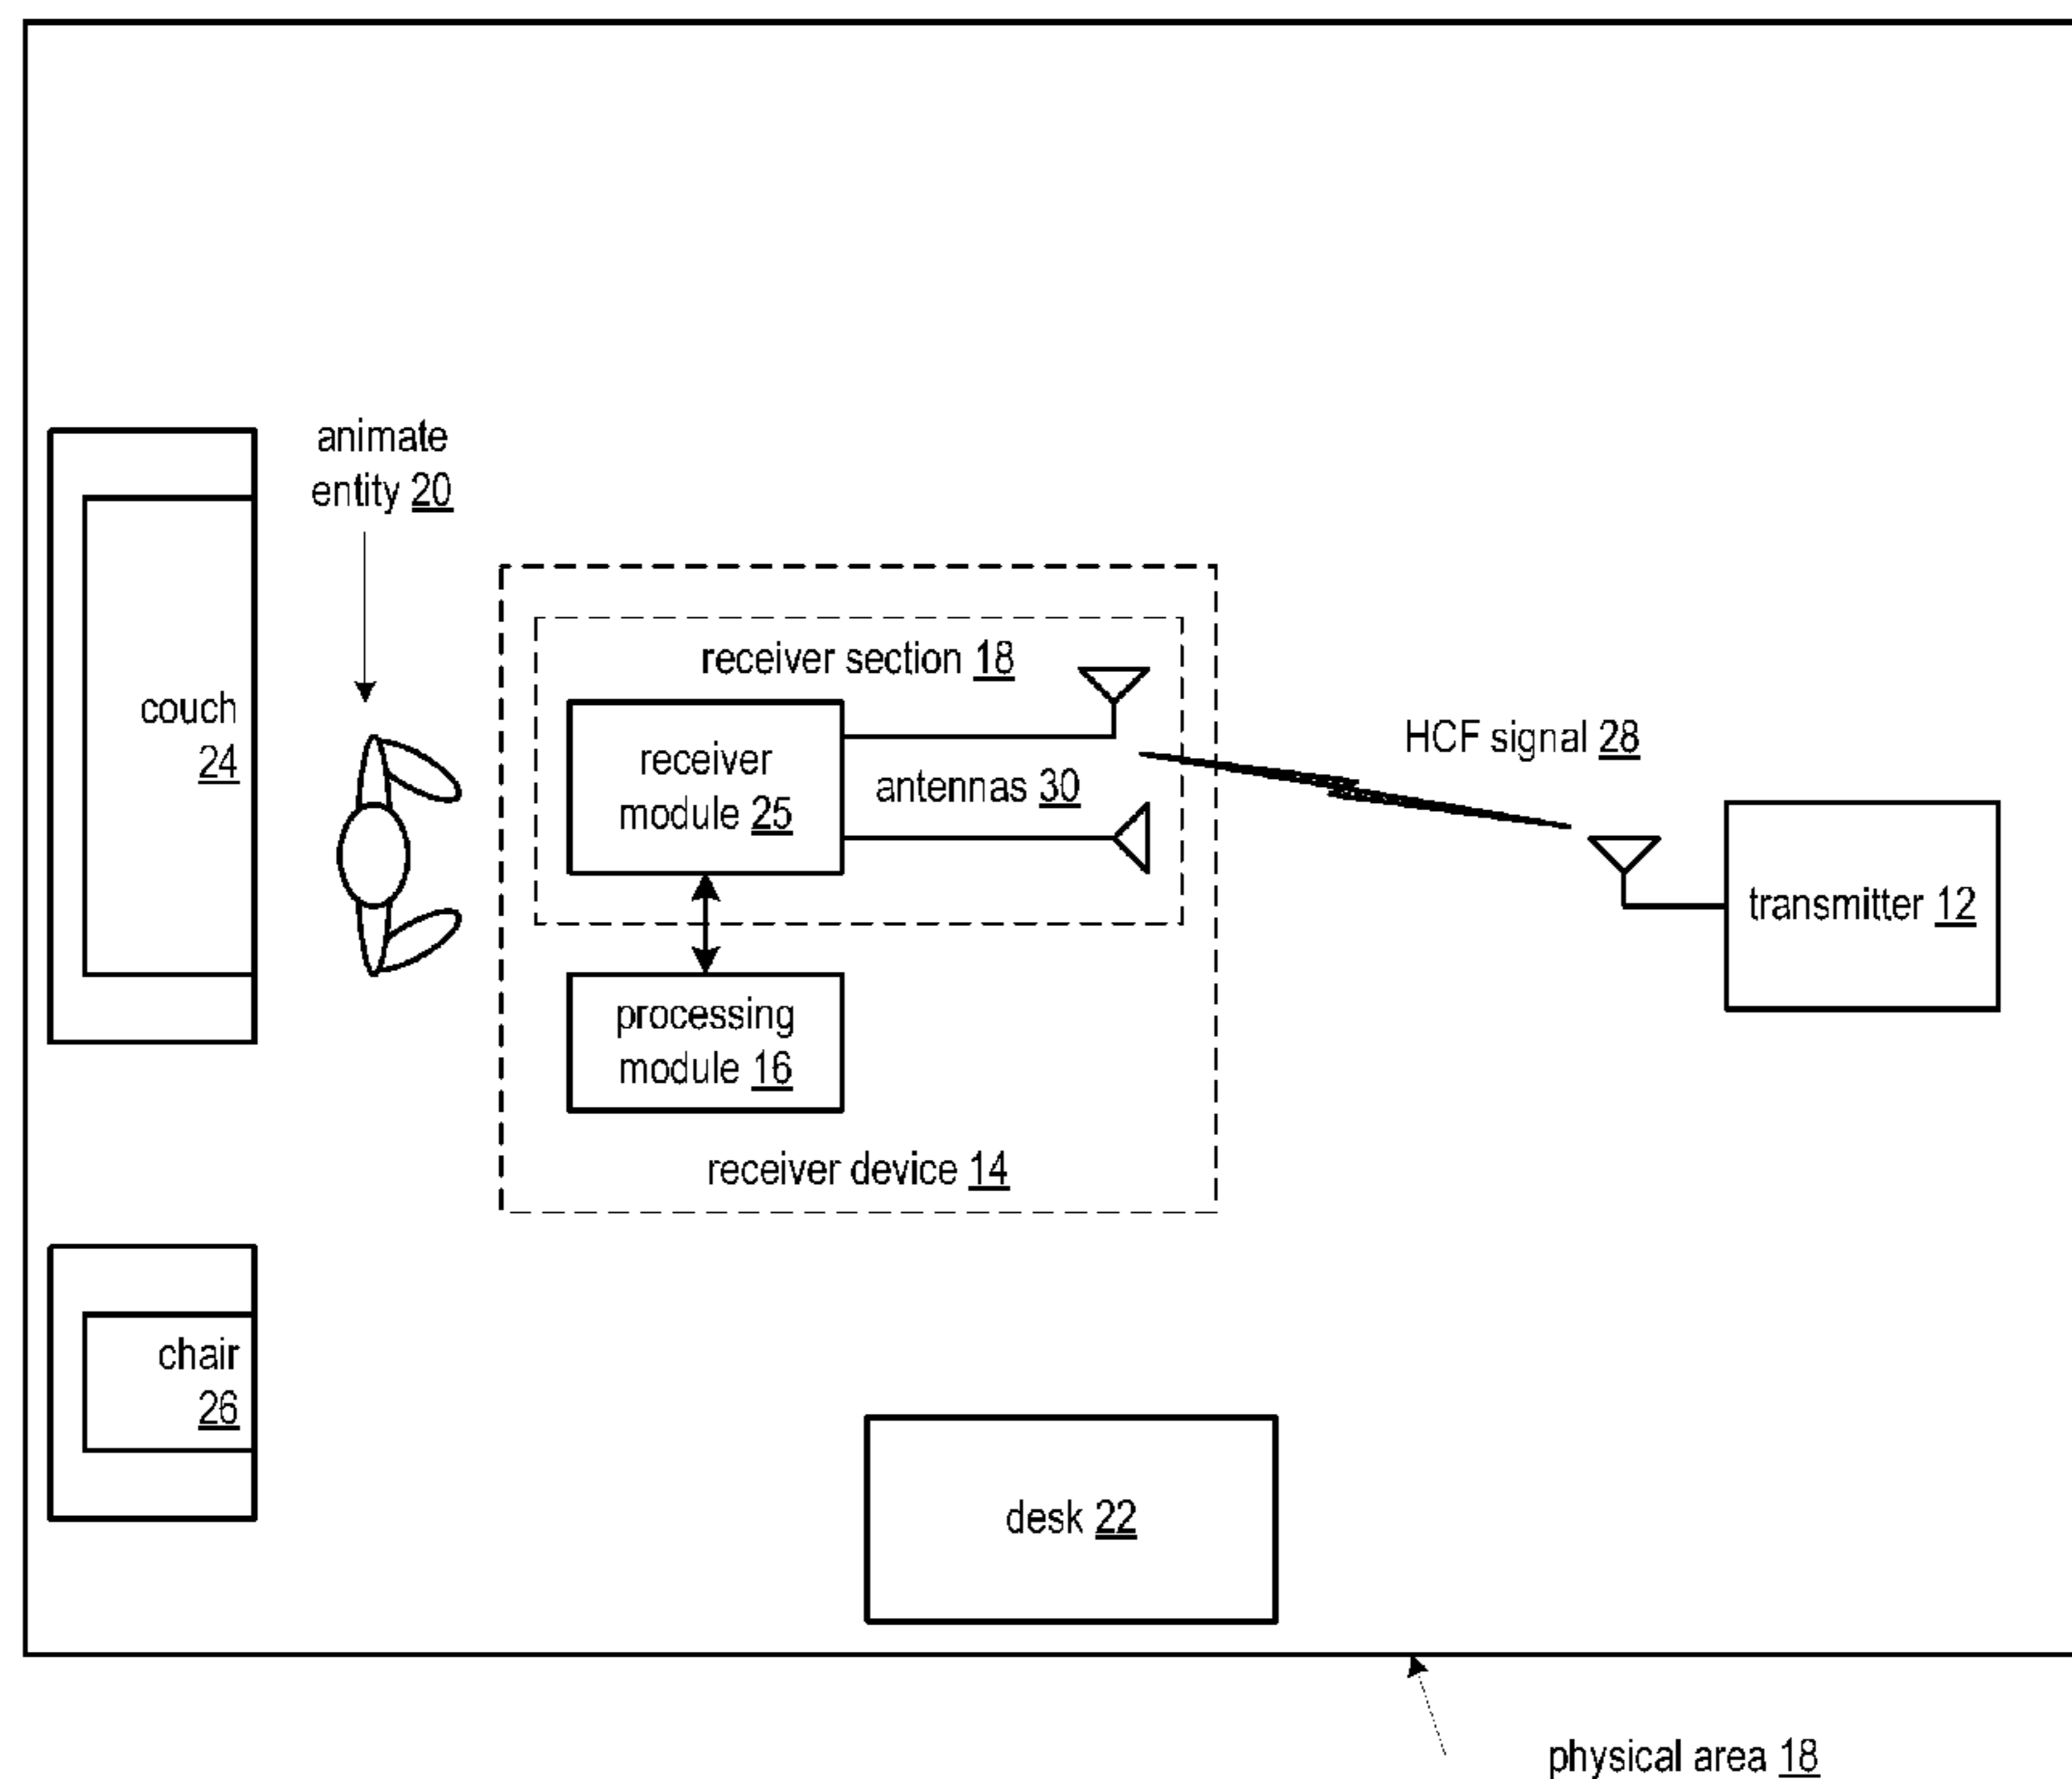 animate
entity 20
receiver section 18
couch
24
receiver
module 25
antennas 30
HCF signal 28
transmitter 12
processing
module 16
receiver device 14
chair
26
desk 22
physical area 18